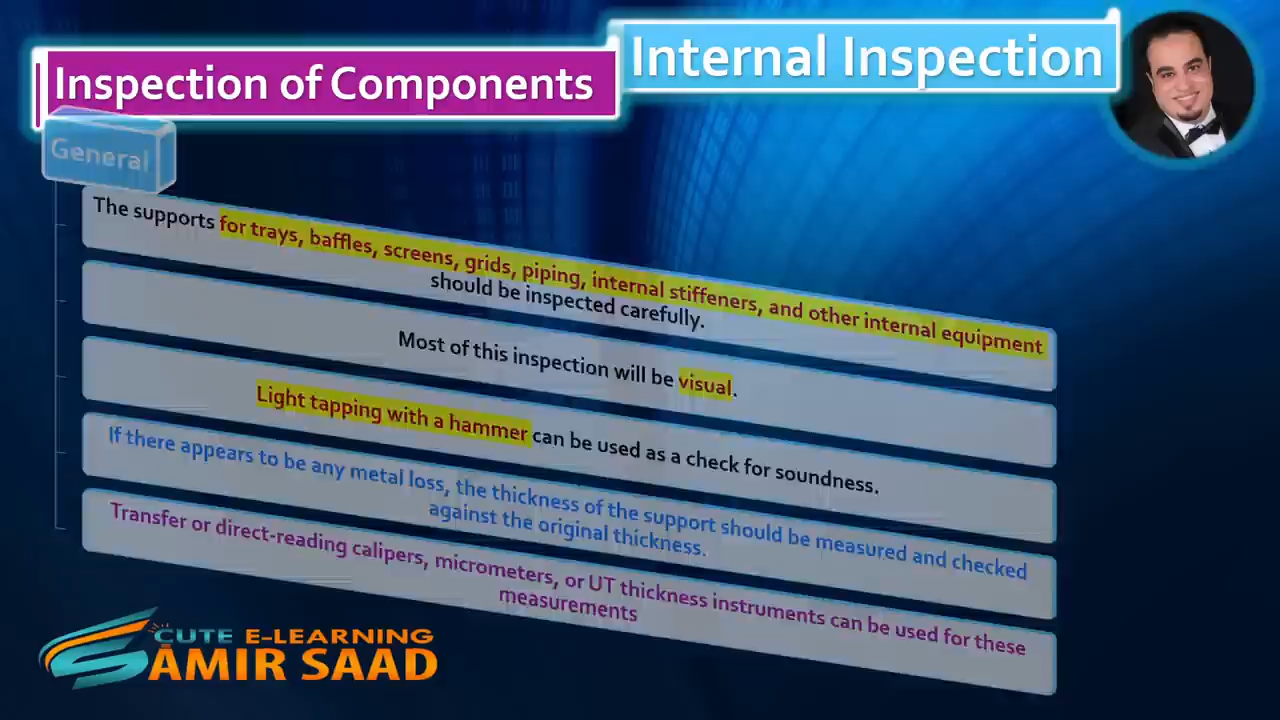 Internal Inspection
Inspection of Components
General
The supports for trays, baffles, screens, grids, piping, internal stiffeners, and other internal equipment
should be inspected carefully.
Most of this inspection will be visual.
Light tapping with a hammer can be used as a check for soundness.
If there appears to be any metal loss, the thickness of the support should be measured and checked
against the original thickness.
Transfer or direct-reading calipers, micrometers, or UT thickness instruments can be used for these
measurements
CUTE E-LEARNING
AMIR SAAD